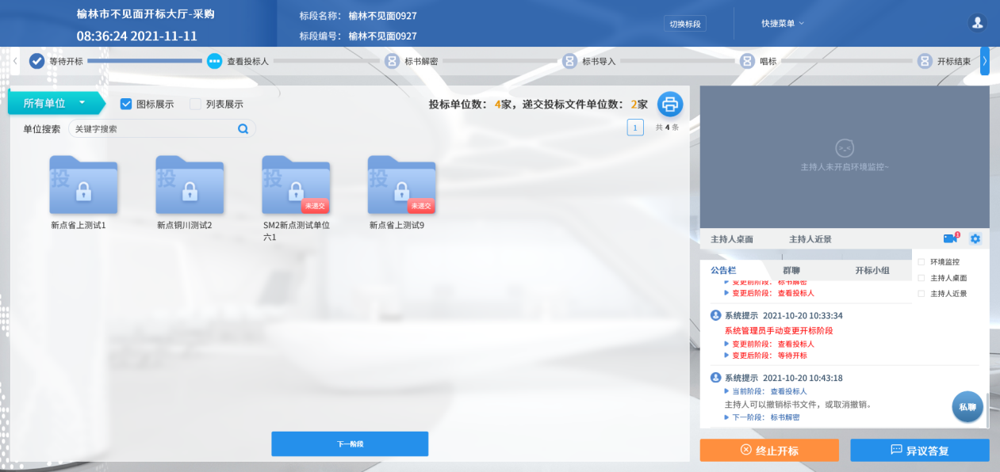 榆林市不见面开标大厅-采购
08:36:24 2021-11-11
标段名称： 榆林不见面0927
标段编号： 榆林不见面0927
切换标段
快捷菜单
等待开标
查看投标人
标书解密
标书导入
唱标
开标结束
所有单位
图标展示
列表展示
投标单位数： 4家，递交投标文件单位数： 2家
单位搜索
关键字搜索
1
共 4 条
投
投
投
未递交
投
未递交
新点省上测试1
新点铜川测试2
SM2新点测试单位
六1
新点省上测试9
下一阶段
>_<
主持人未开启环境监控~
主持人桌面
主持人近景
1
环境监控
主持人桌面
主持人近景
公告栏
群聊
开标小组
变更前阶段： 标书解密
变更后阶段： 查看投标人
系统提示 2021-10-20 10:33:34
系统管理员手动变更开标阶段
变更前阶段： 查看投标人
变更后阶段： 等待开标
系统提示 2021-10-20 10:43:18
当前阶段： 查看投标人
主持人可以撤销标书文件，或取消撤销。
下一阶段： 标书解密
私聊
终止开标
异议答复